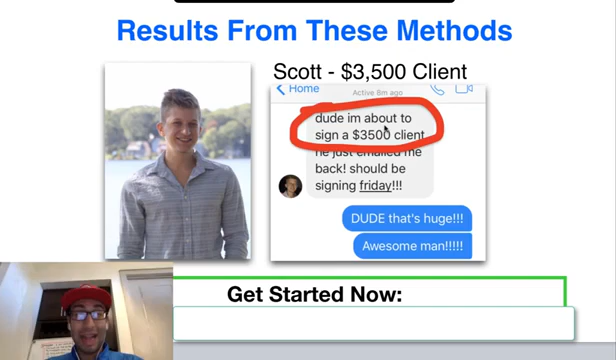 Results From These Methods
Scott - $3,500 Client
Home
Active 8m ago
dude im about to
sign a $3500 client
he just emailed me
back! should be
signing friday!!!
DUDE that's huge!!!
Awesome man!!!!!
Get Started Now: